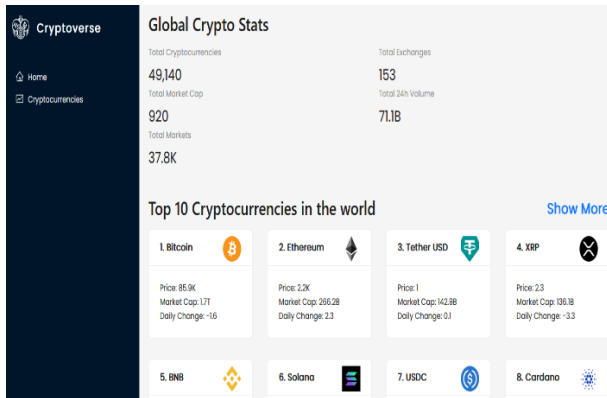 Cryptoverse
Home
Cryptocurrencies
Global Crypto Stats
Total Cryptocurrencies
49,140
Total Exchanges
153
Total Market Cap
920
Total 24h Volume
71.1B
Total Markets
37.8K
Top 10 Cryptocurrencies in the world
Show More
1. Bitcoin
Price: 85.9K
Market Cap: 1.7T
Daily Change: -1.6
2. Ethereum
Price: 2.2K
Market Cap: 266.2B
Daily Change: 2.3
3. Tether USD
Price: 1
Market Cap: 142.9B
Daily Change: 0.1
4. XRP
Price: 2.3
Market Cap: 136.1B
Daily Change: -3.3
5. BNB
6. Solana
7. USDC
8. Cardano